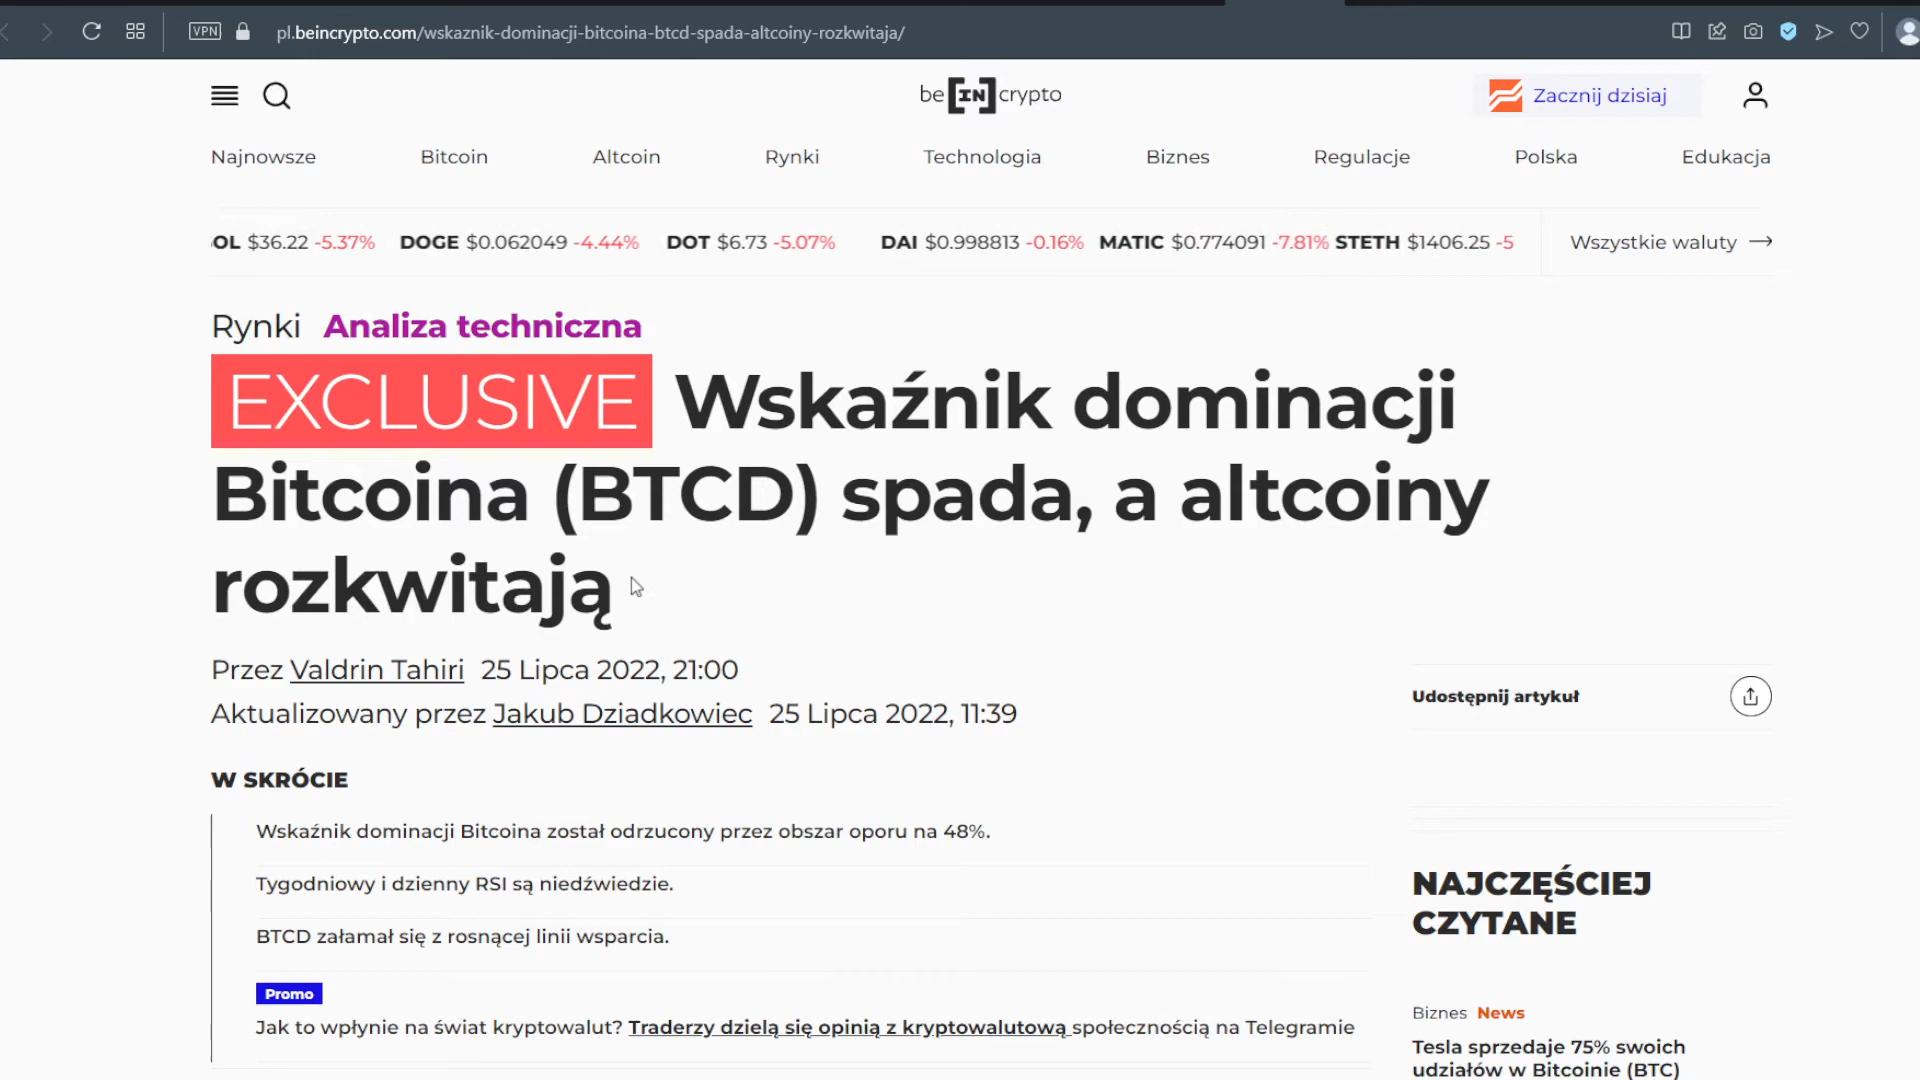 VPN
pl.beincrypto.com/wskaznik-dominacji-bitcoina-btcd-spada-altcoiny-rozkwitaja/
be[IN]crypto
Zacznij dzisiaj
Najnowsze Bitcoin Altcoin Rynki Technologia Biznes Regulacje Polska Edukacja
OL $36.22 -5.37% DOGE $0.062049 -4.44% DOT $6.73 -5.07% DAI $0.998813 -0.16% MATIC $0.774091 -7.81% STETH $1406.25 -5
Wszystkie waluty →
Rynki Analiza techniczna
EXCLUSIVE Wskaźnik dominacji
Bitcoina (BTCD) spada, a altcoiny
rozkwitają
Przez Valdrin Tahiri 25 Lipca 2022, 21:00
Aktualizowany przez Jakub Dziadkowiec 25 Lipca 2022, 11:39
Udostępnij artykuł
W SKRÓCIE
Wskaźnik dominacji Bitcoina został odrzucony przez obszar oporu na 48%.
Tygodniowy i dzienny RSI są niedźwiedzie.
BTCD załamał się z rosnącej linii wsparcia.
Promo
Jak to wpłynie na świat kryptowalut? Traderzy dzielą się opinią z kryptowalutową społecznością na Telegramie
NAJCZĘŚCIEJ
CZYTANE
Biznes News
Tesla sprzedaje 75% swoich
udziałów w Bitcoinie (BTC)